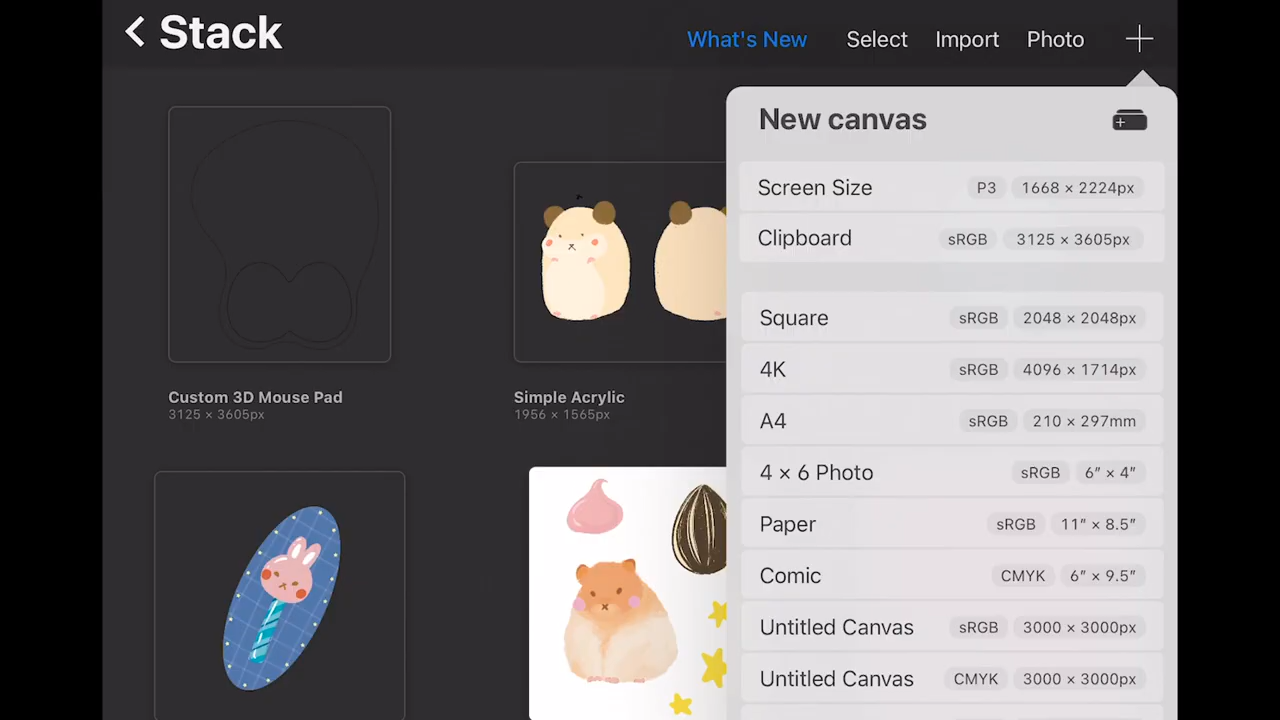 Stack
What's New Select Import Photo
New canvas
Screen Size P3 1668 × 2224px
Clipboard sRGB 3125 × 3605px
Square sRGB 2048 × 2048px
4K sRGB 4096 × 1714px
A4 sRGB 210 × 297mm
4 × 6 Photo sRGB 6″ × 4″
Paper sRGB 11″ × 8.5″
Comic CMYK 6″ × 9.5″
Untitled Canvas sRGB 3000 × 3000px
Untitled Canvas CMYK 3000 × 3000px
Custom 3D Mouse Pad
3125 × 3605px
Simple Acrylic
1956 × 1565px